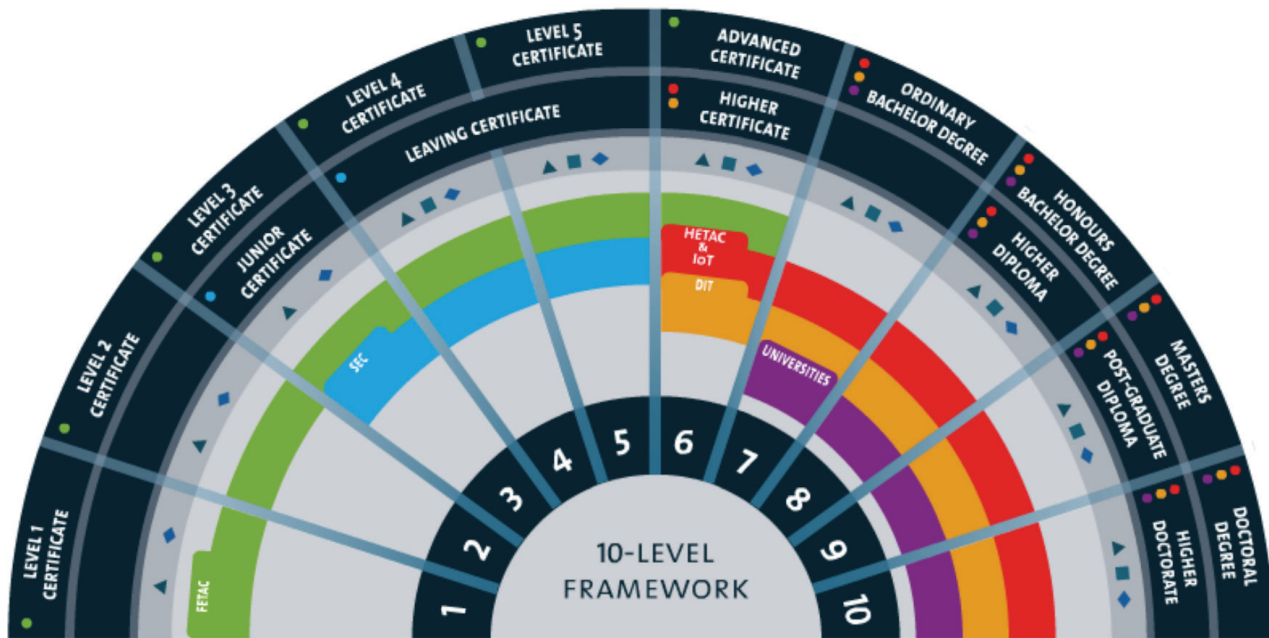 LEVEL 1
CERTIFICATE
LEVEL 2
CERTIFICATE
LEVEL 3
CERTIFICATE
LEVEL 4
CERTIFICATE
LEVEL 5
CERTIFICATE
ADVANCED
CERTIFICATE
ORDINARY
BACHELOR DEGREE
HONOURS
BACHELOR DEGREE
MASTERS
DEGREE
DOCTORAL
DEGREE
JUNIOR
CERTIFICATE
LEAVING CERTIFICATE
HIGHER
CERTIFICATE
HIGHER
DIPLOMA
POST-GRADUATE
DIPLOMA
HIGHER
DOCTORATE
FETAC
SEC
HETAC
&
IoT
DIT
UNIVERSITIES
1
2
3
4
5
6
7
8
9
10
10-LEVEL
FRAMEWORK